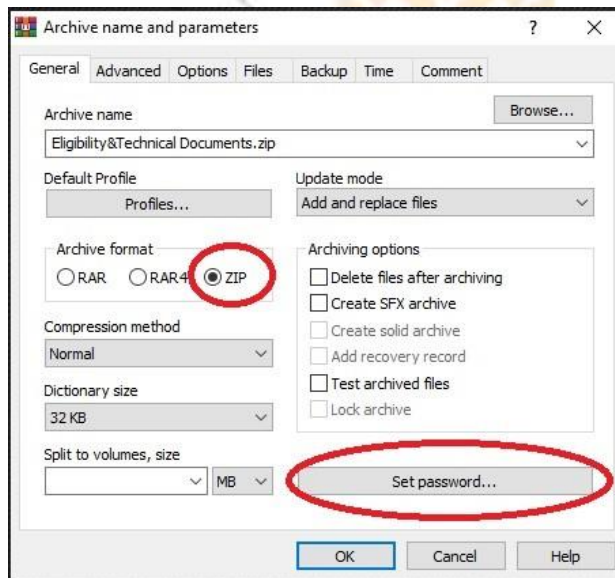 Archive name and parameters ?
General Advanced Options Files Backup Time Comment
Archive name
Browse...
Eligibility&Technical Documents.zip
Default Profile
Profiles...
Update mode
Add and replace files
Archive format
RAR RAR4 ZIP
Compression method
Normal
Dictionary size
32 KB
Split to volumes, size
MB
Archiving options
Delete files after archiving
Create SFX archive
Create solid archive
Add recovery record
Test archived files
Lock archive
Set password...
OK Cancel Help